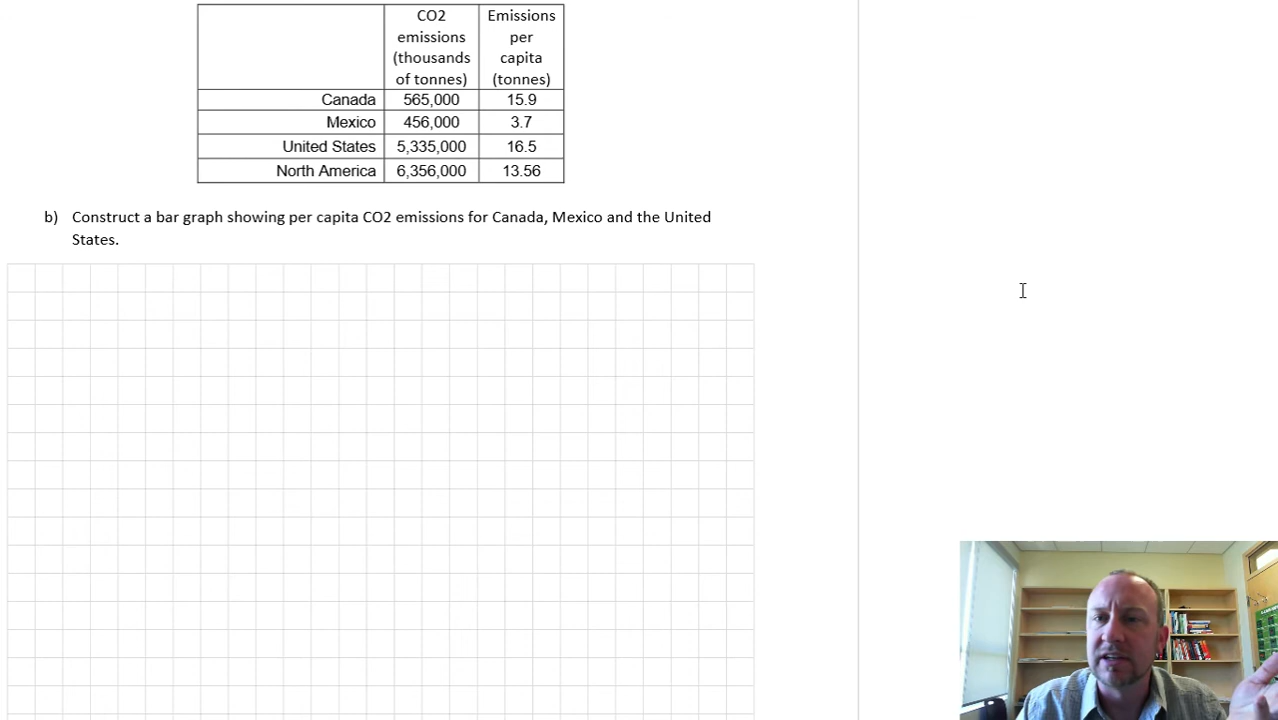 CO2 emissions (thousands of tonnes) Emissions per capita (tonnes)
Canada 565,000 15.9
Mexico 456,000 3.7
United States 5,335,000 16.5
North America 6,356,000 13.56
b) Construct a bar graph showing per capita CO2 emissions for Canada, Mexico and the United
States.